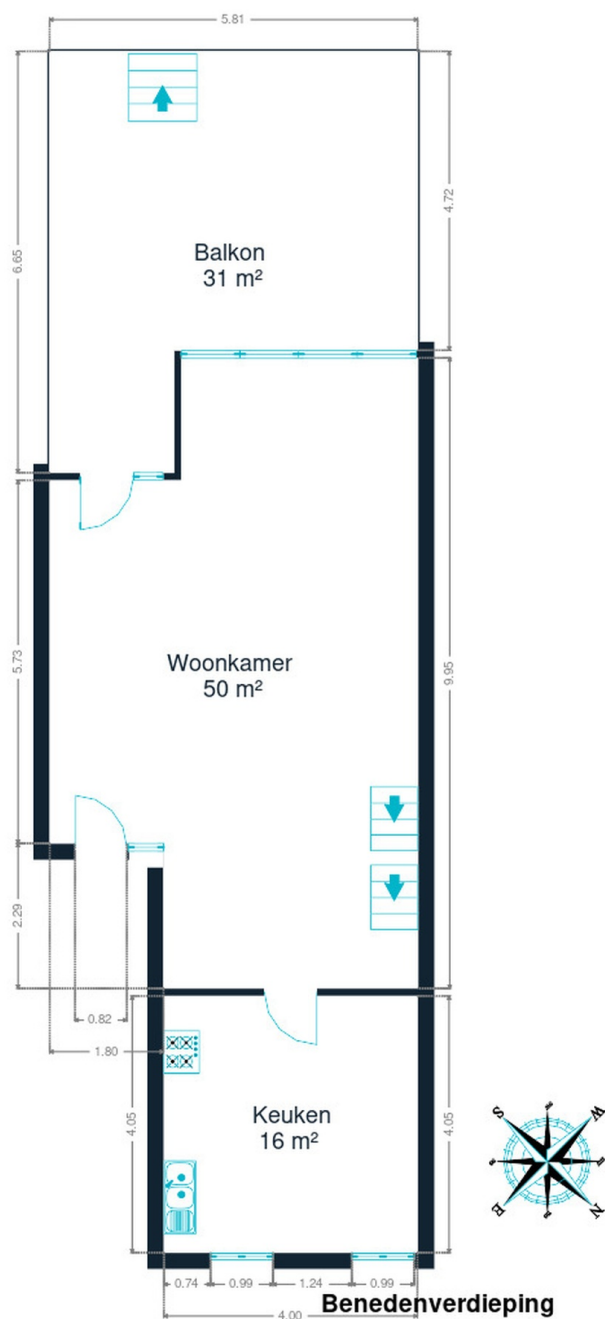 5.81
6.65
4.72
Balkon
31 m²
5.73
9.95
Woonkamer
50 m²
2.29
0.82
1.80
4.05
4.05
Keuken
16 m²
S
W
E
N
0.74
0.99
1.24
0.99
4.00
Benedenverdieping